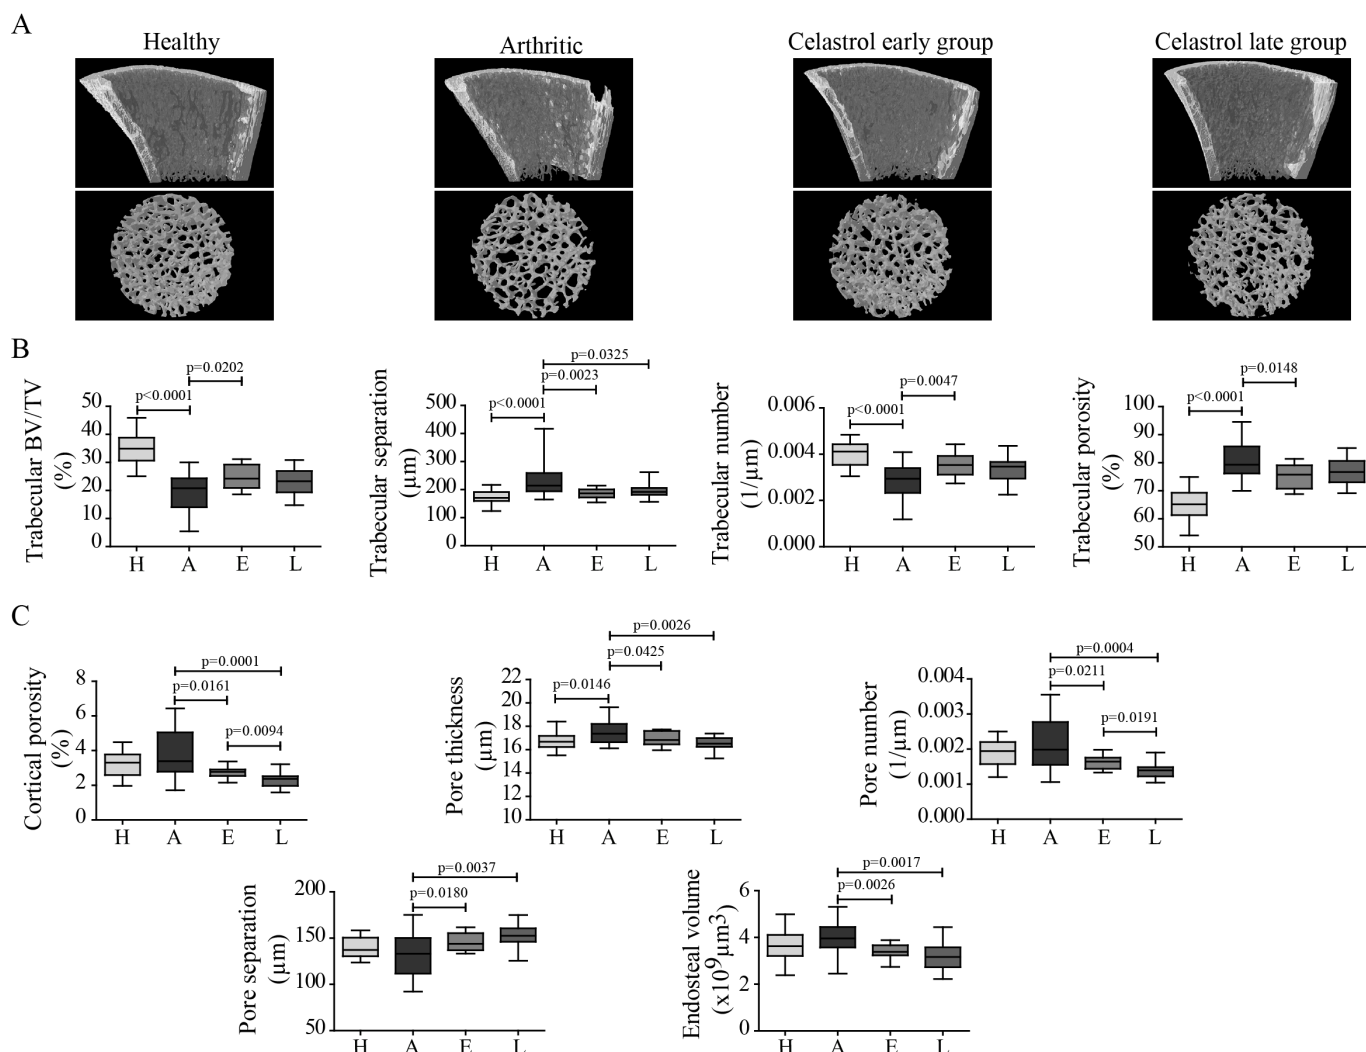 A
Healthy
Arthritic
Celastrol early group
Celastrol late group
B
Trabecular BV/TV
(%)
50
40
30
20
10
0
p<0.0001
p=0.0202
H A E L
Trabecular separation
(µm)
500
400
300
200
100
0
p=0.0325
p=0.0023
p<0.0001
H A E L
Trabecular number
(1/µm)
0.006
0.004
0.002
0.000
p=0.0047
p<0.0001
H A E L
Trabecular porosity
(%)
100
90
80
70
60
50
p=0.0148
p<0.0001
H A E L
C
Cortical porosity
(%)
8
6
4
2
0
p=0.0001
p=0.0161
p=0.0094
H A E L
Pore thickness
(µm)
22
20
18
16
14
12
10
p=0.0026
p=0.0425
p=0.0146
H A E L
Pore number
(1/µm)
0.004
0.003
0.002
0.001
0.000
p=0.0004
p=0.0211
p=0.0191
H A E L
Pore separation
(µm)
200
150
100
50
p=0.0037
p=0.0180
H A E L
Endosteal volume
(x10⁹µm³)
6
4
2
0
p=0.0017
p=0.0026
H A E L